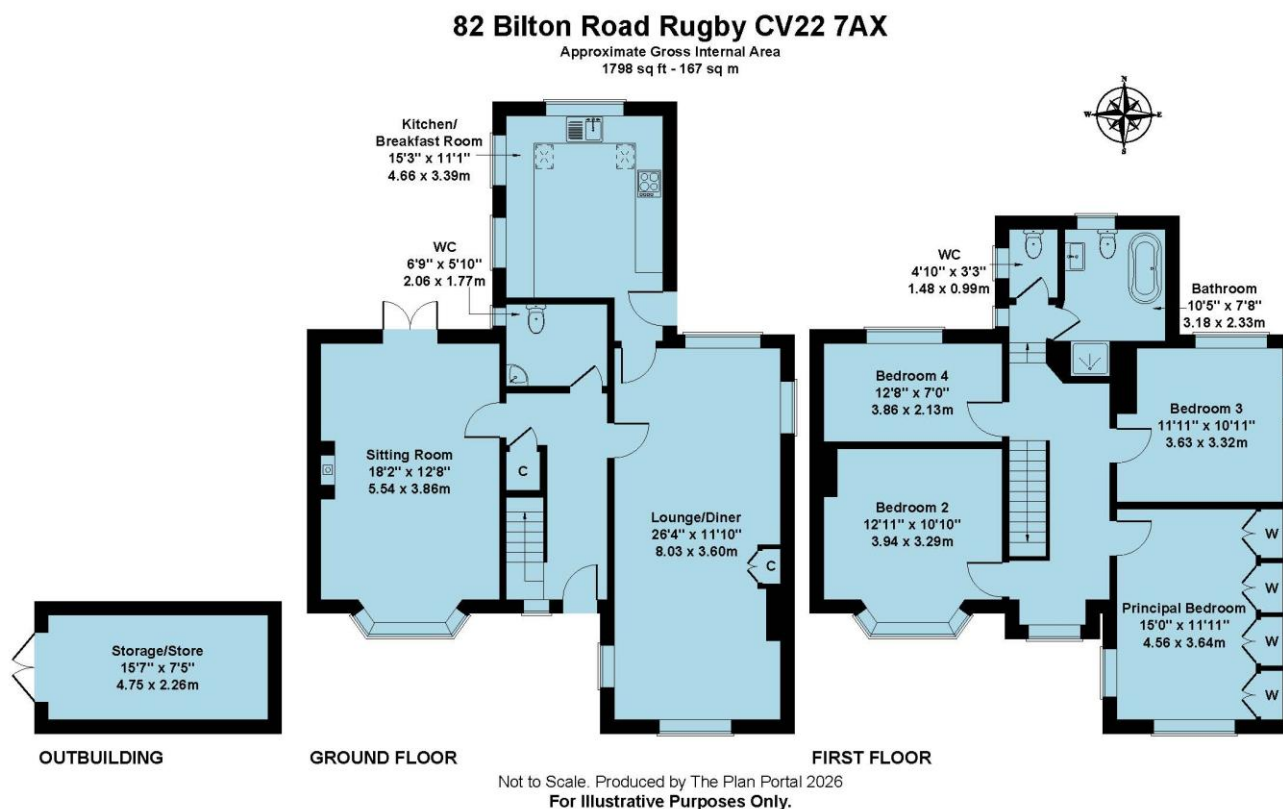 82 Bilton Road Rugby CV22 7AX
Approximate Gross Internal Area
1798 sq ft - 167 sq m
N
W
E
S
Kitchen/
Breakfast Room
15'3" x 11'1"
4.66 x 3.39m
WC
6'9" x 5'10"
2.06 x 1.77m
Sitting Room
18'2" x 12'8"
5.54 x 3.86m
C
Lounge/Diner
26'4" x 11'10"
8.03 x 3.60m
C
WC
4'10" x 3'3"
1.48 x 0.99m
Bathroom
10'5" x 7'8"
3.18 x 2.33m
Bedroom 4
12'8" x 7'0"
3.86 x 2.13m
Bedroom 3
11'11" x 10'11"
3.63 x 3.32m
Bedroom 2
12'11" x 10'10"
3.94 x 3.29m
Principal Bedroom
15'0" x 11'11"
4.56 x 3.64m
W
W
W
W
Storage/Store
15'7" x 7'5"
4.75 x 2.26m
OUTBUILDING
GROUND FLOOR
FIRST FLOOR
Not to Scale. Produced by The Plan Portal 2026
For Illustrative Purposes Only.